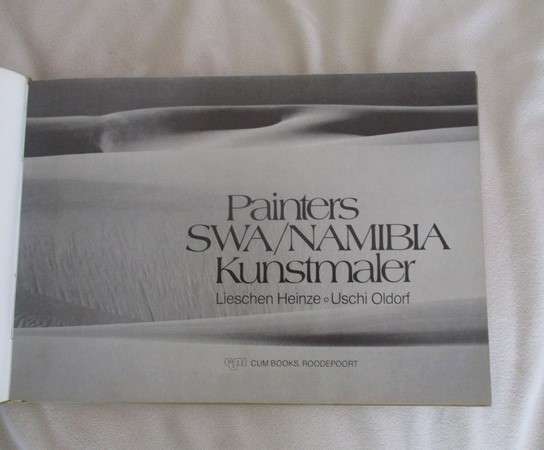 Painters
SWA/NAMIBIA
Kunstmaler
Lieschen Heinze o Uschi Oldorf
CUM BOOKS, ROODEPOORT